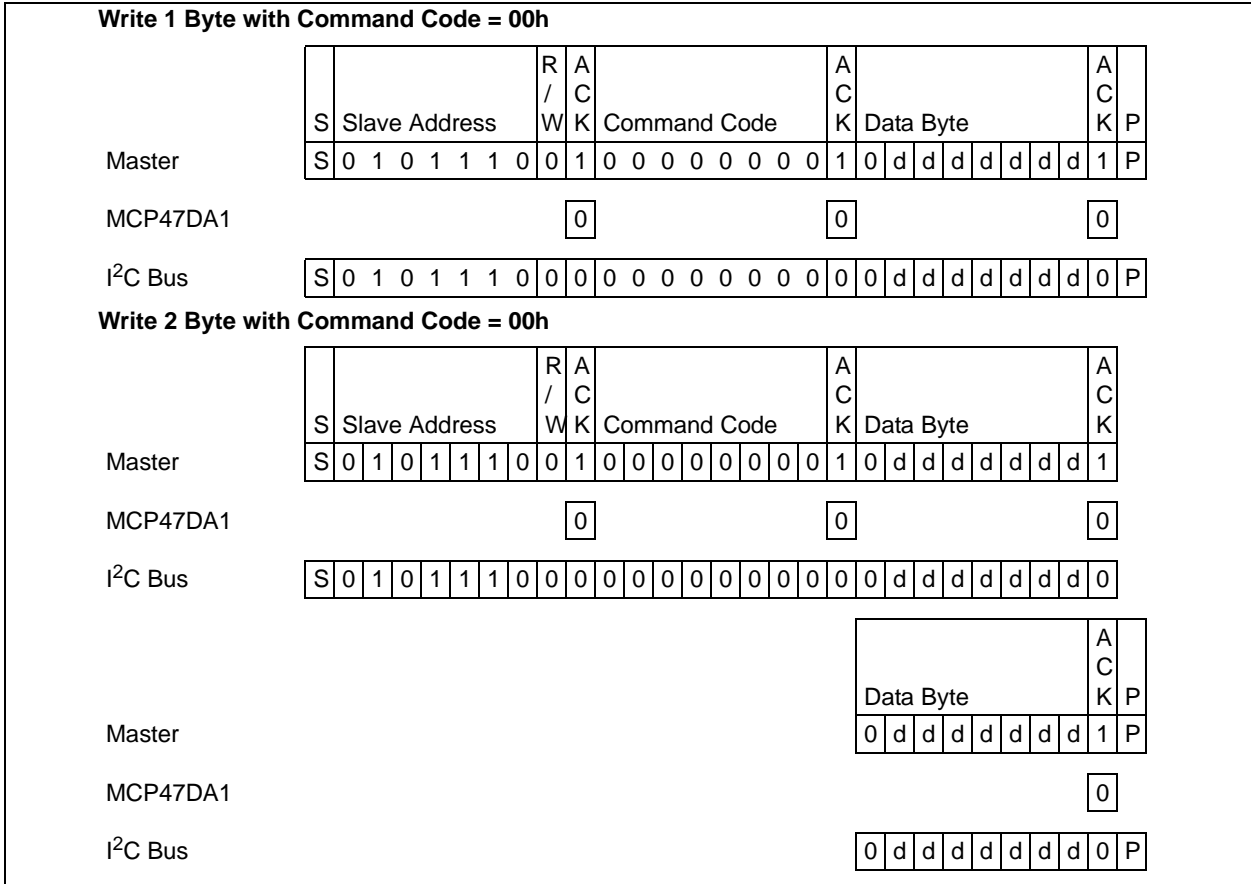 Write 1 Byte with Command Code = 00h
R A A A
/ C C C
S Slave Address W K Command Code K Data Byte K P
Master S 0 1 0 1 1 1 0 0 1 0 0 0 0 0 0 0 0 1 0 d d d d d d d 1 P
MCP47DA1 0 0 0
I2C Bus S 0 1 0 1 1 1 0 0 0 0 0 0 0 0 0 0 0 0 0 d d d d d d d 0 P
Write 2 Byte with Command Code = 00h
R A A A
/ C C C
S Slave Address W K Command Code K Data Byte K
Master S 0 1 0 1 1 1 0 0 1 0 0 0 0 0 0 0 0 1 0 d d d d d d d 1
MCP47DA1 0 0 0
I2C Bus S 0 1 0 1 1 1 0 0 0 0 0 0 0 0 0 0 0 0 0 d d d d d d d 0
A
C
Data Byte K P
Master 0 d d d d d d d 1 P
MCP47DA1 0
I2C Bus 0 d d d d d d d 0 P